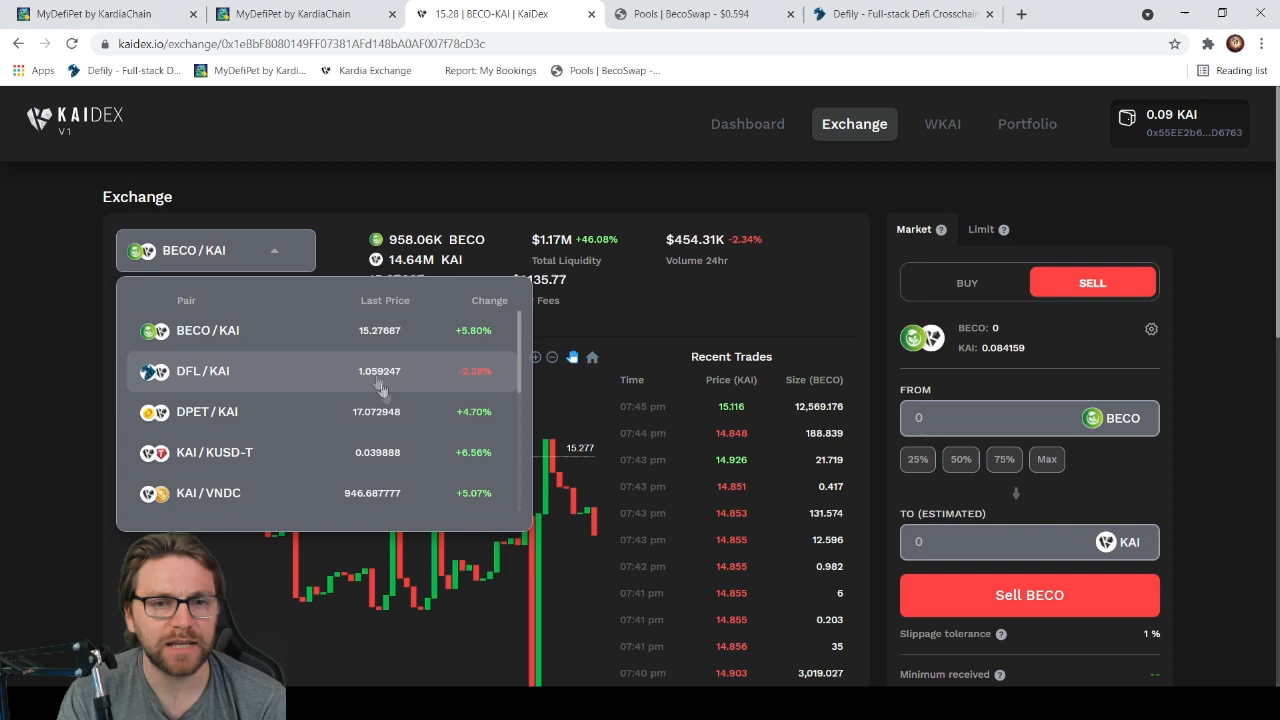 MyDefiPet by KardiaChain
MyDefiPet by KardiaChain
15.28 | BECO-KAI | KaiDex
Pools | BecoSwap - $0.594
Defily - Full-stack Defi Crosschain
kaidex.io/exchange/0x1eBbF8080149FF07381AFd148bA0AF007f78cD3c
Apps
Defily - Full-stack D...
MyDefiPet by Kardi...
Kardia Exchange
Report: My Bookings
Pools | BecoSwap -...
Reading list
KAIDEX
V1
Dashboard
Exchange
WKAI
Portfolio
0.09 KAI
0x55EE2b6...D6763
Exchange
BECO / KAI
958.06K BECO
14.64M KAI
$1.17M +46.08%
Total Liquidity
$454.31K -2.34%
Volume 24hr
135.77
Fees
Pair Last Price Change
BECO / KAI 15.27687 +5.80%
DFL / KAI 1.059247 -2.28%
DPET / KAI 17.072948 +4.70%
KAI / KUSD-T 0.039888 +6.56%
KAI / VNDC 946.687777 +5.07%
15.277
Recent Trades
Time Price (KAI) Size (BECO)
07:45 pm 15.116 12,569.176
07:44 pm 14.848 188.839
07:43 pm 14.926 21.719
07:43 pm 14.851 0.417
07:43 pm 14.853 131.574
07:43 pm 14.855 12.596
07:42 pm 14.855 0.982
07:41 pm 14.855 6
07:41 pm 14.855 0.203
07:41 pm 14.856 35
07:40 pm 14.903 3,019.027
Market ?
Limit ?
BUY
SELL
BECO: 0
KAI: 0.084159
FROM
0 BECO
25% 50% 75% Max
TO (ESTIMATED)
0 KAI
Sell BECO
Slippage tolerance ? 1 %
Minimum received ? --